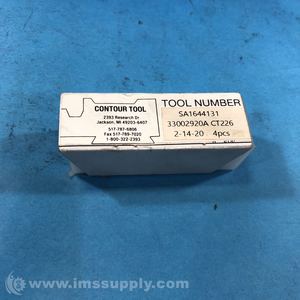 CONTOUR TOOL
2393 Research Dr
Jackson, MI 49203-6407
517-787-6806
Fax 517-789-7020
1-800-322-2393
TOOL NUMBER
SA1644131
33002920A CT226
2-14-20 4pcs
www.imssupply.com